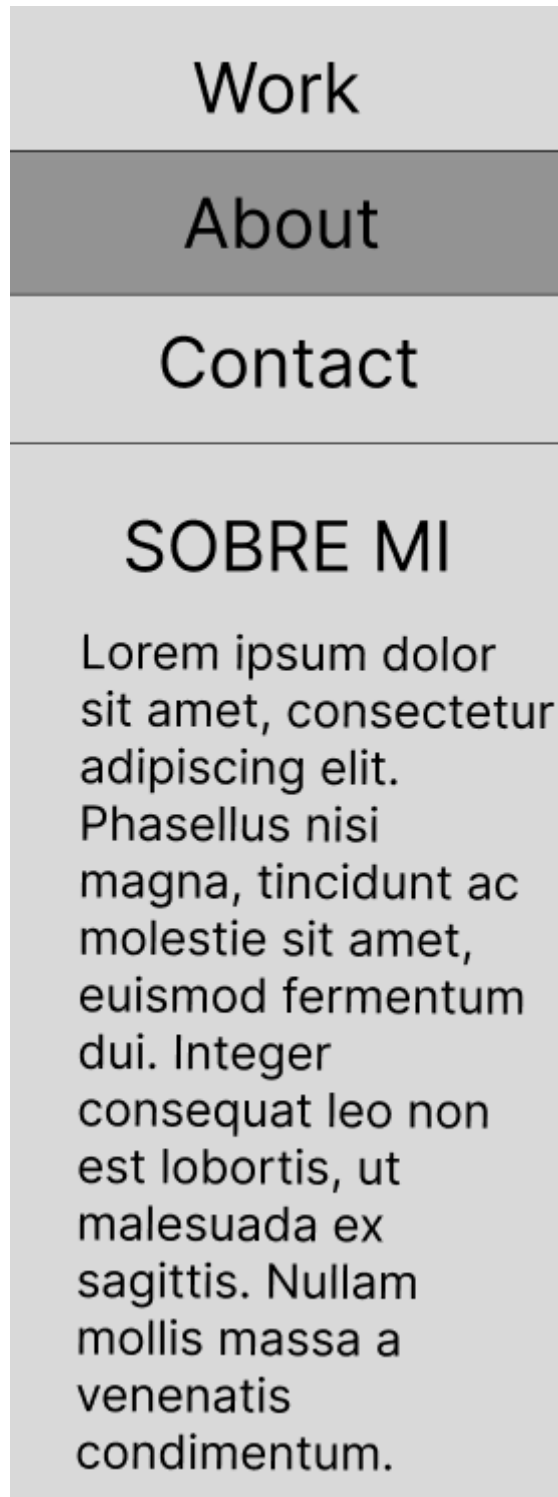 Work
About
Contact
SOBRE MI
Lorem ipsum dolor
sit amet, consectetur
adipiscing elit.
Phasellus nisi
magna, tincidunt ac
molestie sit amet,
euismod fermentum
dui. Integer
consequat leo non
est lobortis, ut
malesuada ex
sagittis. Nullam
mollis massa a
venenatis
condimentum.